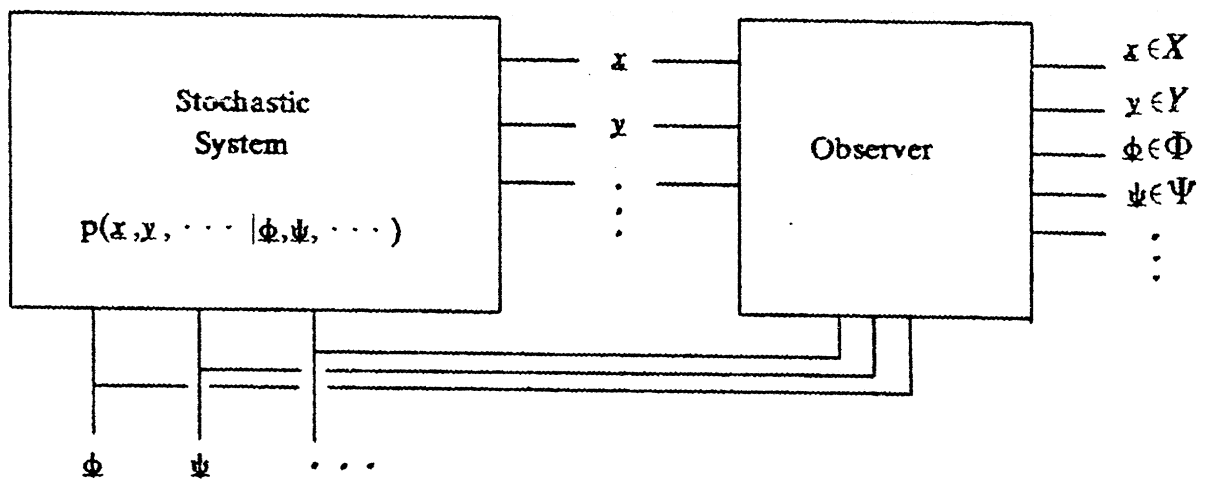 Stochastic
System
p(x̲,y̲, ··· |ϕ̲,ψ̲, ··· )
x̲
y̲
.
.
.
Observer
x̲ ∈ X
y̲ ∈ Y
ϕ̲ ∈ Φ
ψ̲ ∈ Ψ
.
.
.
ϕ̲ ψ̲ · · ·